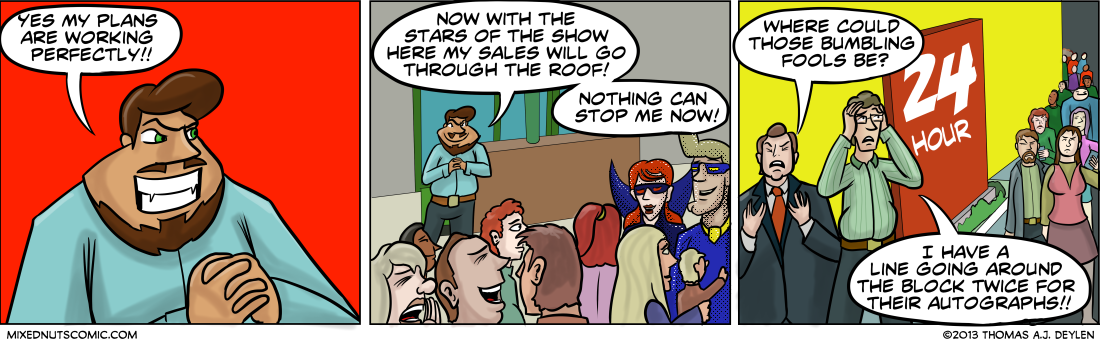 YES MY PLANS
ARE WORKING
PERFECTLY!!
NOW WITH THE
STARS OF THE SHOW
HERE MY SALES WILL GO
THROUGH THE ROOF!
NOTHING CAN
STOP ME NOW!
WHERE COULD
THOSE BUMBLING
FOOLS BE?
24
HOUR
I HAVE A
LINE GOING AROUND
THE BLOCK TWICE FOR
THEIR AUTOGRAPHS!!
MIXEDNUTSCOMIC.COM
©2013 THOMAS A.J. DEYLEN